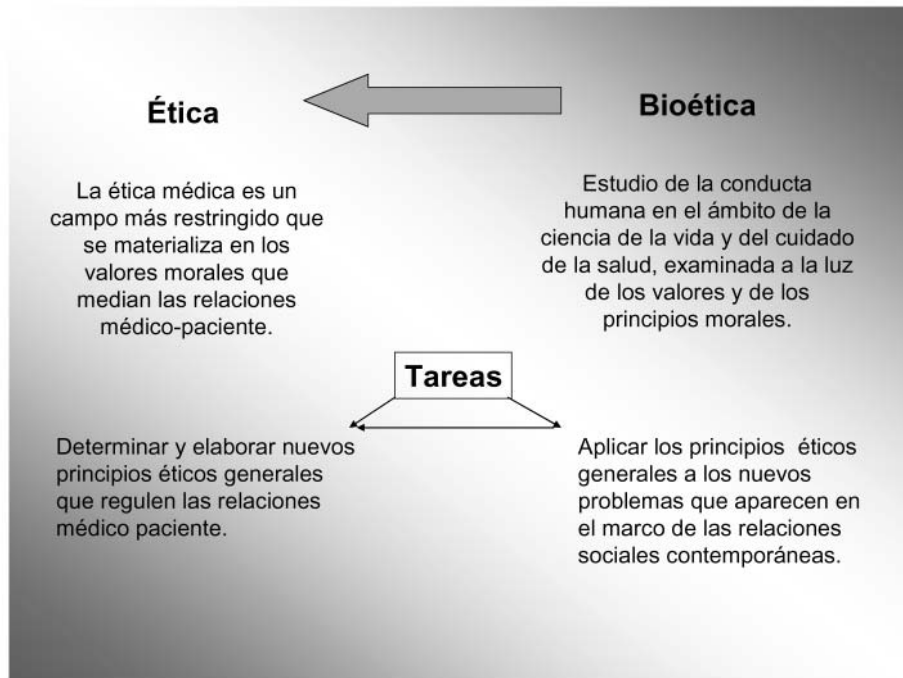 Ética
Bioética
La ética médica es un
campo más restringido que
se materializa en los
valores morales que
median las relaciones
médico-paciente.
Estudio de la conducta
humana en el ámbito de la
ciencia de la vida y del cuidado
de la salud, examinada a la luz
de los valores y de los
principios morales.
Tareas
Determinar y elaborar nuevos
principios éticos generales
que regulen las relaciones
médico paciente.
Aplicar los principios éticos
generales a los nuevos
problemas que aparecen en
el marco de las relaciones
sociales contemporáneas.